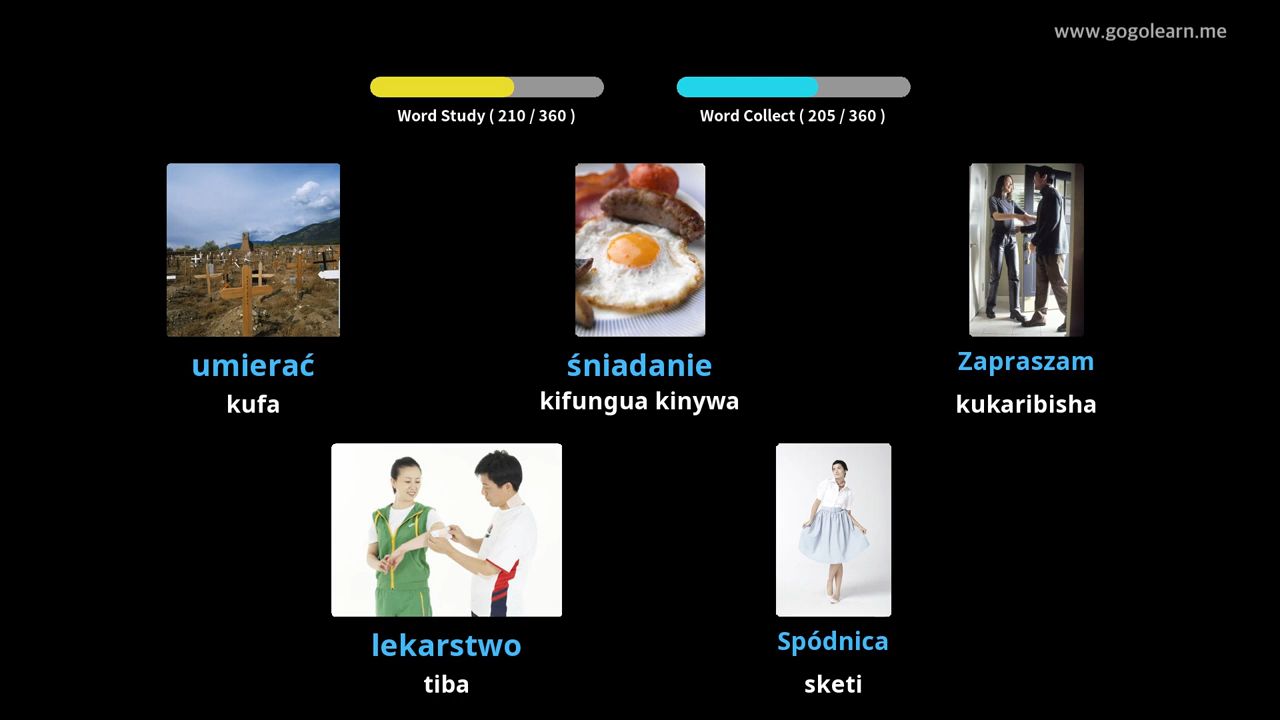 www.gogolearn.me
Word Study ( 210 / 360 )
Word Collect ( 205 / 360 )
umierać
kufa
śniadanie
kifungua kinywa
Zapraszam
kukaribisha
lekarstwo
tiba
Spódnica
sketi